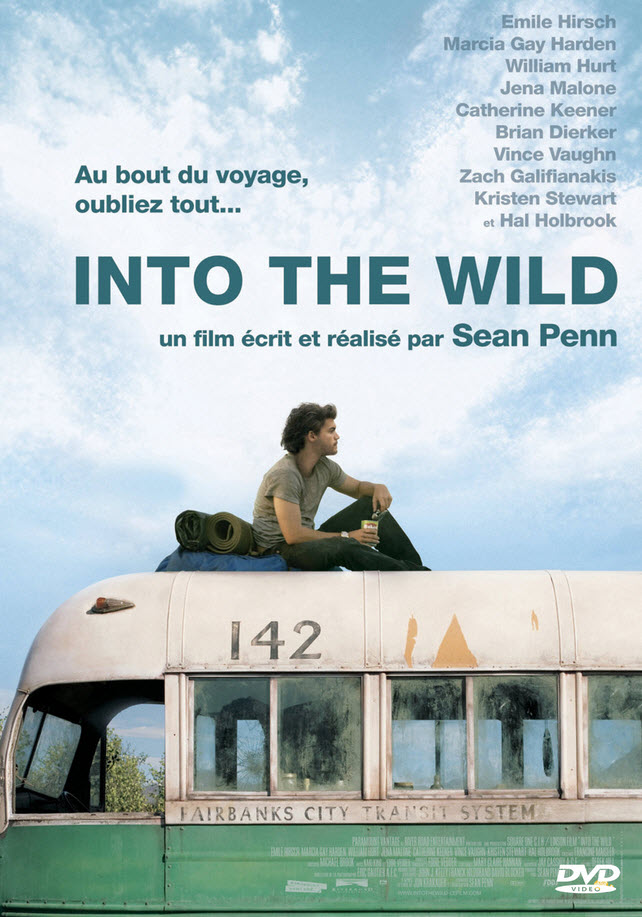 Emile Hirsch
Marcia Gay Harden
William Hurt
Jena Malone
Catherine Keener
Brian Dierker
Vince Vaughn
Zach Galifianakis
Kristen Stewart
et Hal Holbrook
Au bout du voyage,
oubliez tout...
INTO THE WILD
un film écrit et réalisé par Sean Penn
142
FAIRBANKS CITY TRANSIT SYSTEM
DVD
VIDEO